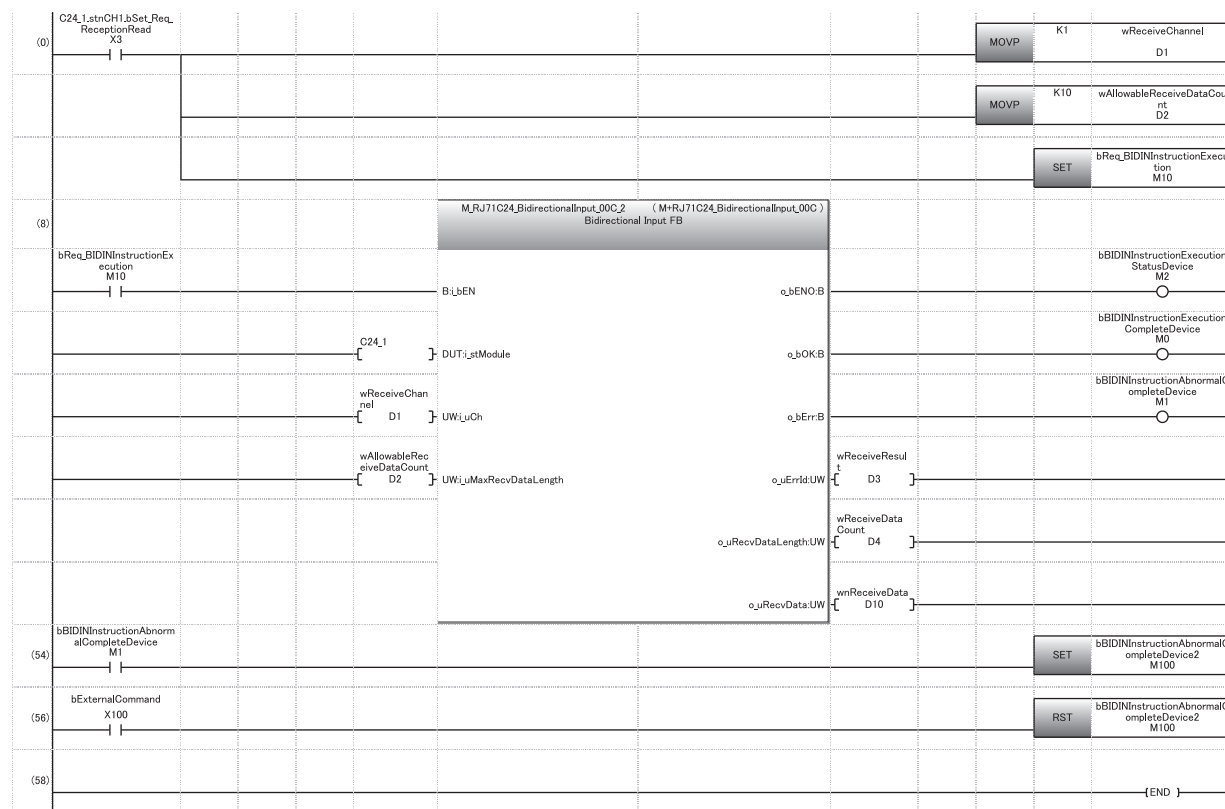 C24_1.stnCH1.bSet_Req_
ReceptionRead
X3
(0)
MOVP
K1
wReceiveChannel
D1
MOVP
K10
wAllowableReceiveDataCou
nt
D2
SET
bReq_BIDINInstructionExecu
tion
M10
(8)
M_RJ71C24_BidirectionalInput_00C_2 ( M+RJ71C24_BidirectionalInput_00C )
Bidirectional Input FB
bReq_BIDINInstructionEx
ecution
M10
B:i_bEN
o_bENO:B
bBIDINInstructionExecution
StatusDevice
M2
C24_1
DUT:i_stModule
o_bOK:B
bBIDINInstructionExecution
CompleteDevice
M0
wReceiveChan
nel
D1
UW:i_uCh
o_bErr:B
bBIDINInstructionAbnormalC
ompleteDevice
M1
wAllowableRec
eiveDataCount
D2
UW:i_uMaxRecvDataLength
o_uErrId:UW
wReceiveResul
t
D3
o_uRecvDataLength:UW
wReceiveData
Count
D4
o_uRecvData:UW
wnReceiveData
D10
bBIDINInstructionAbnorm
alCompleteDevice
M1
(54)
SET
bBIDINInstructionAbnormalC
ompleteDevice2
M100
bExternalCommand
X100
(56)
RST
bBIDINInstructionAbnormalC
ompleteDevice2
M100
(58)
END